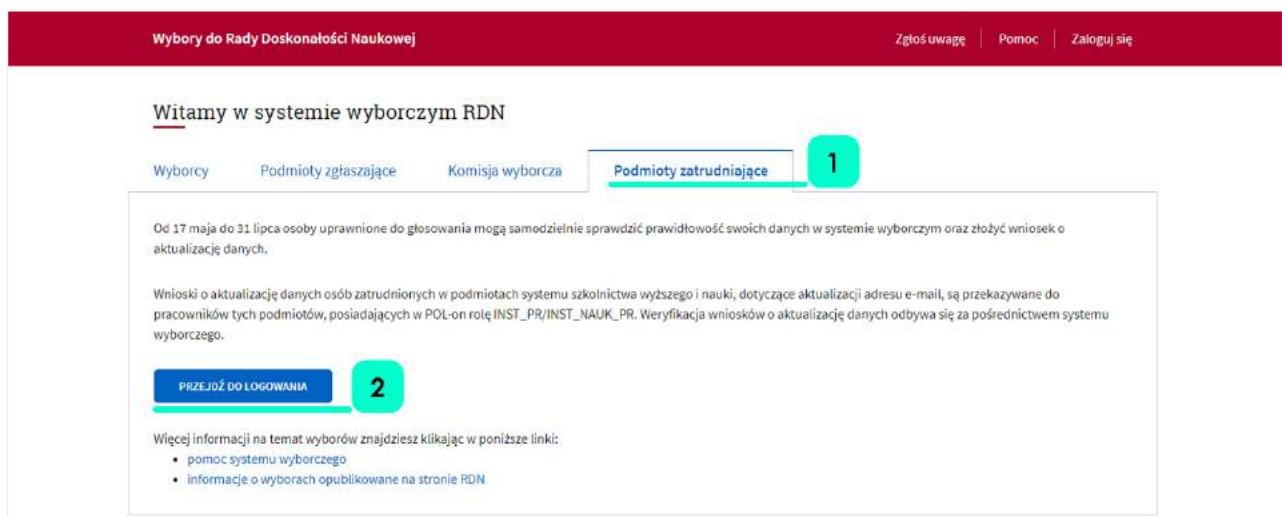 Wybory do Rady Doskonałości Naukowej
Zgłoś uwagę Pomoc Zaloguj się
Witamy w systemie wyborczym RDN
Wyborcy Podmioty zgłaszające Komisja wyborcza Podmioty zatrudniające 1
Od 17 maja do 31 lipca osoby uprawnione do głosowania mogą samodzielnie sprawdzić prawidłowość swoich danych w systemie wyborczym oraz złożyć wniosek o
aktualizację danych.
Wnioski o aktualizację danych osób zatrudnionych w podmiotach systemu szkolnictwa wyższego i nauki, dotyczące aktualizacji adresu e-mail, są przekazywane do
pracowników tych podmiotów, posiadających w POL-on rolę INST_PR/INST_NAUK_PR. Weryfikacja wniosków o aktualizację danych odbywa się za pośrednictwem systemu
wyborczego.
PRZEJDŹ DO LOGOWANIA 2
Więcej informacji na temat wyborów znajdziesz klikając w poniższe linki:
• pomoc systemu wyborczego
• informacje o wyborach opublikowane na stronie RDN